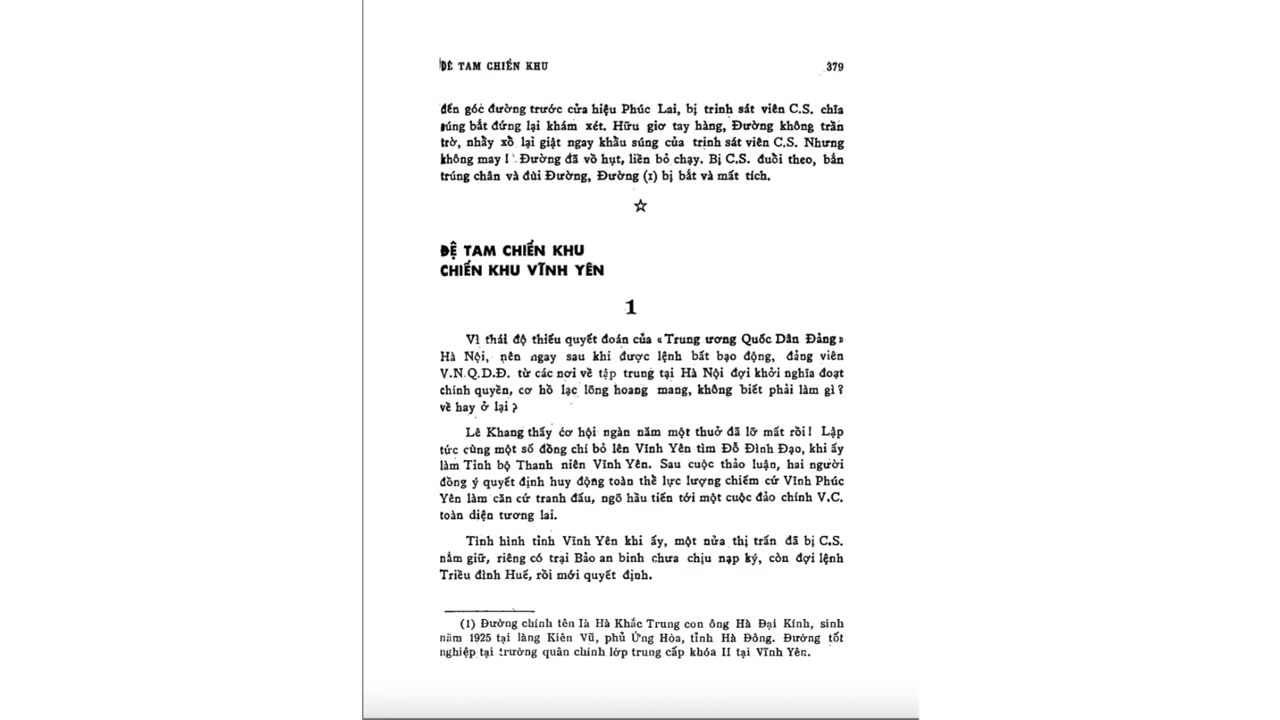 ĐỆ TAM CHIẾN KHU 379
đến góc đường trước cửa hiệu Phúc Lai, bị trinh sát viên C.S. chĩa
súng bắt đứng lại khám xét. Hữu giơ tay hàng, Đường không trần
trờ, nhẩy xổ lại giật ngay khẩu súng của trinh sát viên C.S. Nhưng
không may ! Đường đã vồ hụt, liền bỏ chạy. Bị C.S. đuổi theo, bắn
trúng chân và đùi Đường, Đường (1) bị bắt và mất tích.
☆
ĐỆ TAM CHIẾN KHU
CHIẾN KHU VĨNH YÊN
1
Vì thái độ thiếu quyết đoán của «Trung ương Quốc Dân Đảng»
Hà Nội, nên ngay sau khi được lệnh bất bạo động, đảng viên
V.N.Q.D.Đ. từ các nơi về tập trung tại Hà Nội đợi khởi nghĩa đoạt
chính quyền, cơ hồ lạc lõng hoang mang, không biết phải làm gì ?
về hay ở lại ?
Lê Khang thấy cơ hội ngàn năm một thuở đã lỡ mất rồi ! Lập
tức cùng một số đồng chí bỏ lên Vĩnh Yên tìm Đỗ Đình Đạo, khi ấy
làm Tỉnh bộ Thanh niên Vĩnh Yên. Sau cuộc thảo luận, hai người
đồng ý quyết định huy động toàn thể lực lượng chiếm cứ Vĩnh Phúc
Yên làm căn cứ tranh đấu, ngõ hầu tiến tới một cuộc đảo chính V.C.
toàn diện tương lai.
Tình hình tỉnh Vĩnh Yên khi ấy, một nửa thị trấn đã bị C.S.
nắm giữ, riêng có trại Bảo an binh chưa chịu nạp ký, còn đợi lệnh
Triều đình Huế, rồi mới quyết định.
(1) Đường chính tên là Hà Khắc Trung con ông Hà Đại Kính, sinh
năm 1925 tại làng Kiên Vũ, phủ Ứng Hòa, tỉnh Hà Đông. Đường tốt
nghiệp tại trường quân chính lớp trung cấp khóa II tại Vĩnh Yên.